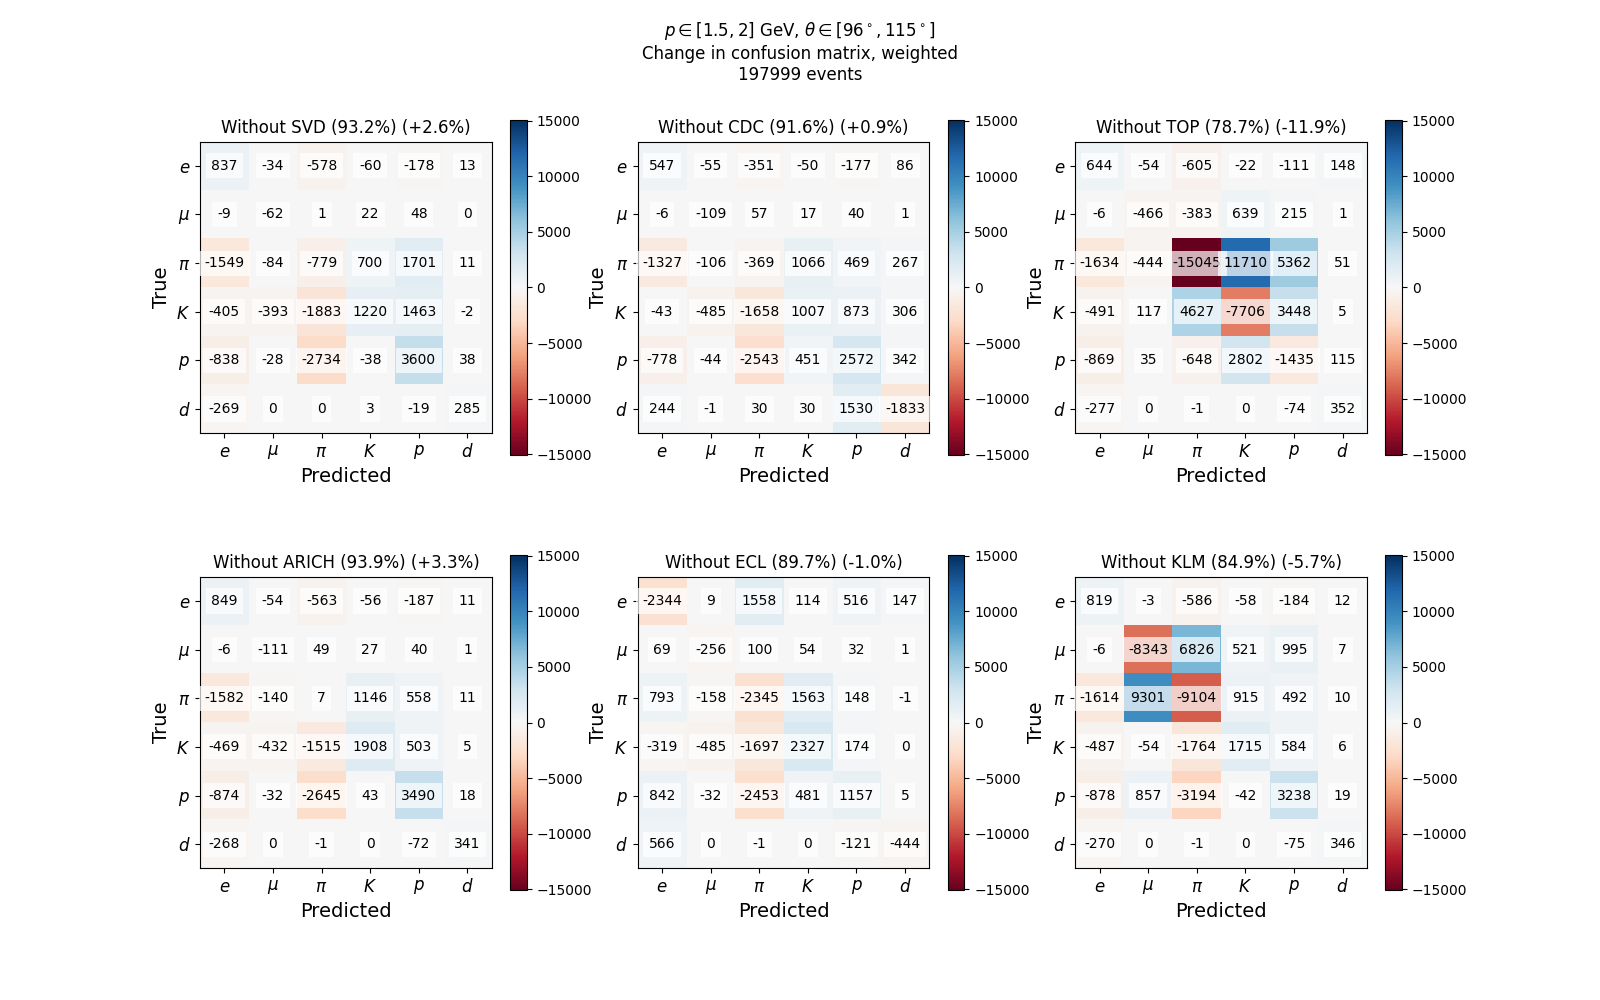 p ∈ [1.5, 2] GeV, θ ∈ [96°, 115°]
Change in confusion matrix, weighted
197999 events
Without SVD (93.2%) (+2.6%)
e 837 -34 -578 -60 -178 13
μ -9 -62 1 22 48 0
π -1549 -84 -779 700 1701 11
K -405 -393 -1883 1220 1463 -2
p -838 -28 -2734 -38 3600 38
d -269 0 0 3 -19 285
e μ π K p d
Predicted
True
15000
10000
5000
0
−5000
−10000
−15000
Without CDC (91.6%) (+0.9%)
e 547 -55 -351 -50 -177 86
μ -6 -109 57 17 40 1
π -1327 -106 -369 1066 469 267
K -43 -485 -1658 1007 873 306
p -778 -44 -2543 451 2572 342
d 244 -1 30 30 1530 -1833
e μ π K p d
Predicted
True
15000
10000
5000
0
−5000
−10000
−15000
Without TOP (78.7%) (-11.9%)
e 644 -54 -605 -22 -111 148
μ -6 -466 -383 639 215 1
π -1634 -444 -15045 11710 5362 51
K -491 117 4627 -7706 3448 5
p -869 35 -648 2802 -1435 115
d -277 0 -1 0 -74 352
e μ π K p d
Predicted
True
15000
10000
5000
0
−5000
−10000
−15000
Without ARICH (93.9%) (+3.3%)
e 849 -54 -563 -56 -187 11
μ -6 -111 49 27 40 1
π -1582 -140 7 1146 558 11
K -469 -432 -1515 1908 503 5
p -874 -32 -2645 43 3490 18
d -268 0 -1 0 -72 341
e μ π K p d
Predicted
True
15000
10000
5000
0
−5000
−10000
−15000
Without ECL (89.7%) (-1.0%)
e -2344 9 1558 114 516 147
μ 69 -256 100 54 32 1
π 793 -158 -2345 1563 148 -1
K -319 -485 -1697 2327 174 0
p 842 -32 -2453 481 1157 5
d 566 0 -1 0 -121 -444
e μ π K p d
Predicted
True
15000
10000
5000
0
−5000
−10000
−15000
Without KLM (84.9%) (-5.7%)
e 819 -3 -586 -58 -184 12
μ -6 -8343 6826 521 995 7
π -1614 9301 -9104 915 492 10
K -487 -54 -1764 1715 584 6
p -878 857 -3194 -42 3238 19
d -270 0 -1 0 -75 346
e μ π K p d
Predicted
True
15000
10000
5000
0
−5000
−10000
−15000